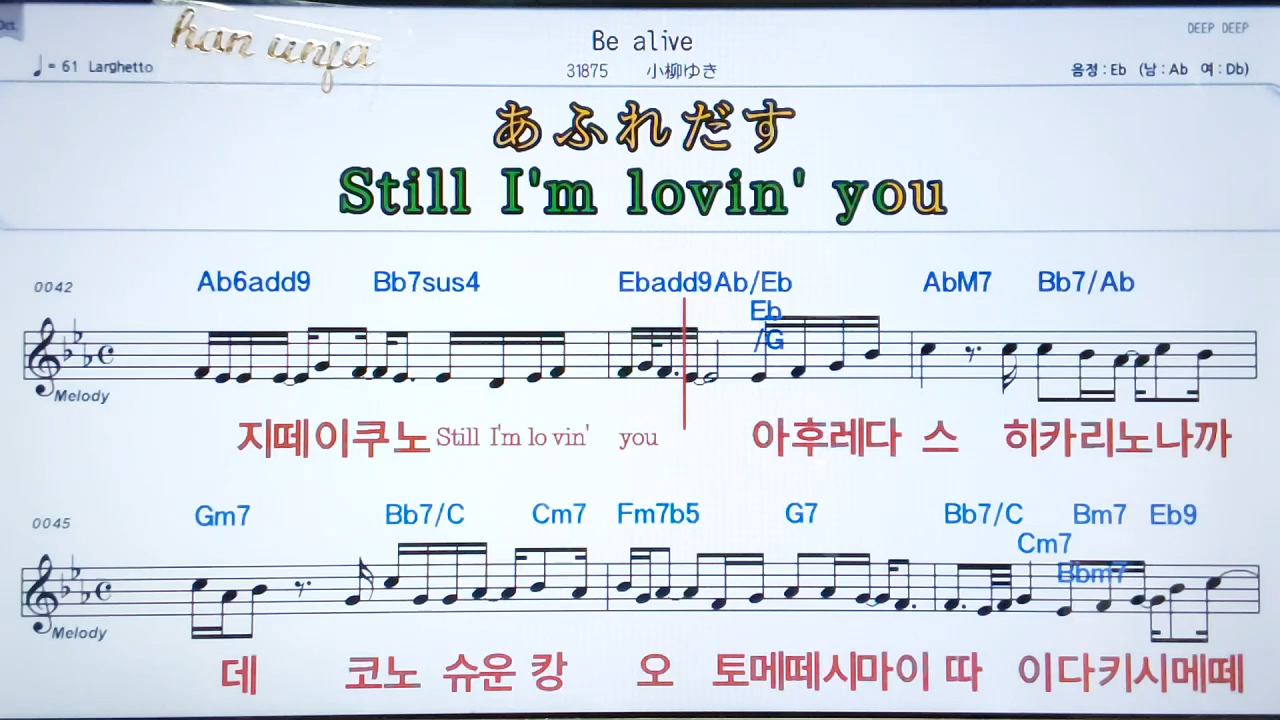 Oct.
han unja
Be alive
DEEP DEEP
♩= 61 Larghetto
31875 小柳ゆき
음정 : Eb (남 : Ab 여 : Db)
あふれだす
Still I'm lovin' you
0042
Ab6add9 Bb7sus4 Ebadd9 Ab/Eb AbM7 Bb7/Ab
Eb
/G
Melody
지떼이쿠노 Still I'm lo vin' you 아후레다 스 히카리노나까
0045
Gm7 Bb7/C Cm7 Fm7b5 G7 Bb7/C Bm7 Eb9
Cm7
Bbm7
Melody
데 코노 슈운 캉 오 토메떼시마이 따 이다키시메떼